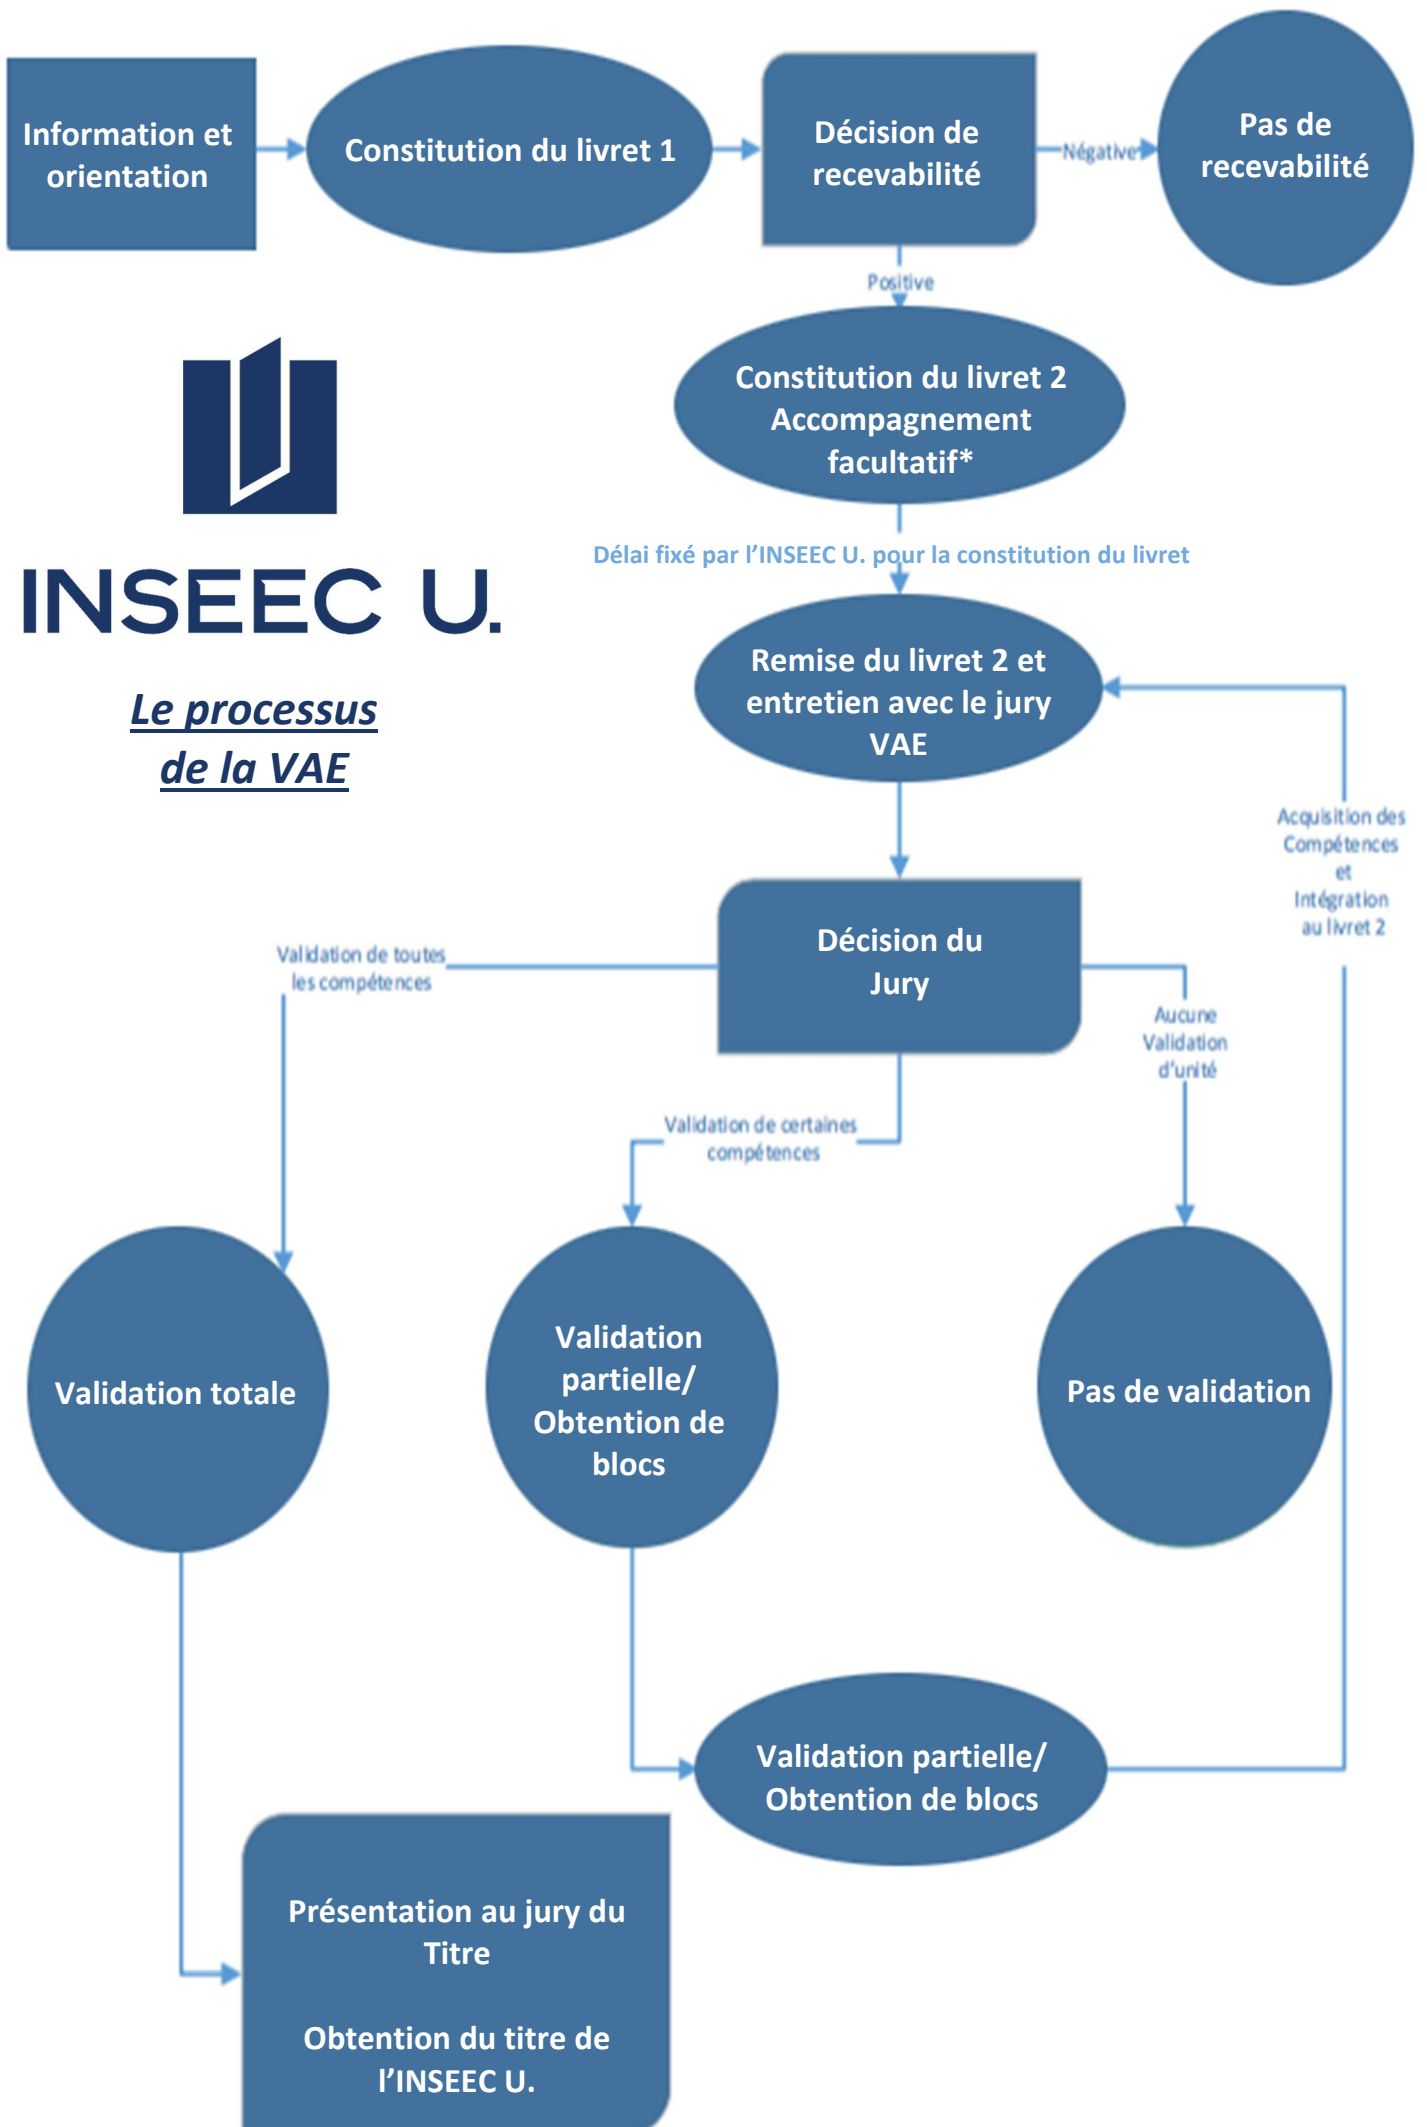 Information et
orientation
Constitution du livret 1
Décision de
recevabilité
Négative
Pas de
recevabilité
Positive
Constitution du livret 2
Accompagnement
facultatif*
Délai fixé par l'INSEEC U. pour la constitution du livret
INSEEC U.
Le processus
de la VAE
Remise du livret 2 et
entretien avec le jury
VAE
Acquisition des
Compétences
et
Intégration
au livret 2
Décision du
Jury
Validation de toutes
les compétences
Aucune
Validation
d'unité
Validation de certaines
compétences
Validation totale
Validation
partielle/
Obtention de
blocs
Pas de validation
Validation partielle/
Obtention de blocs
Présentation au jury du
Titre
Obtention du titre de
l'INSEEC U.